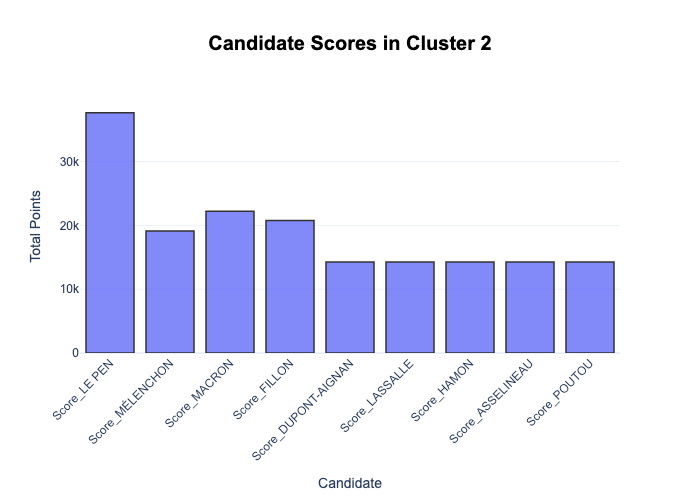 Candidate Scores in Cluster 2
Total Points
30k
20k
10k
0
Score_LE PEN
Score_MÉLENCHON
Score_MACRON
Score_FILLON
Score_DUPONT-AIGNAN
Score_LASSALLE
Score_HAMON
Score_ASSELINEAU
Score_POUTOU
Candidate